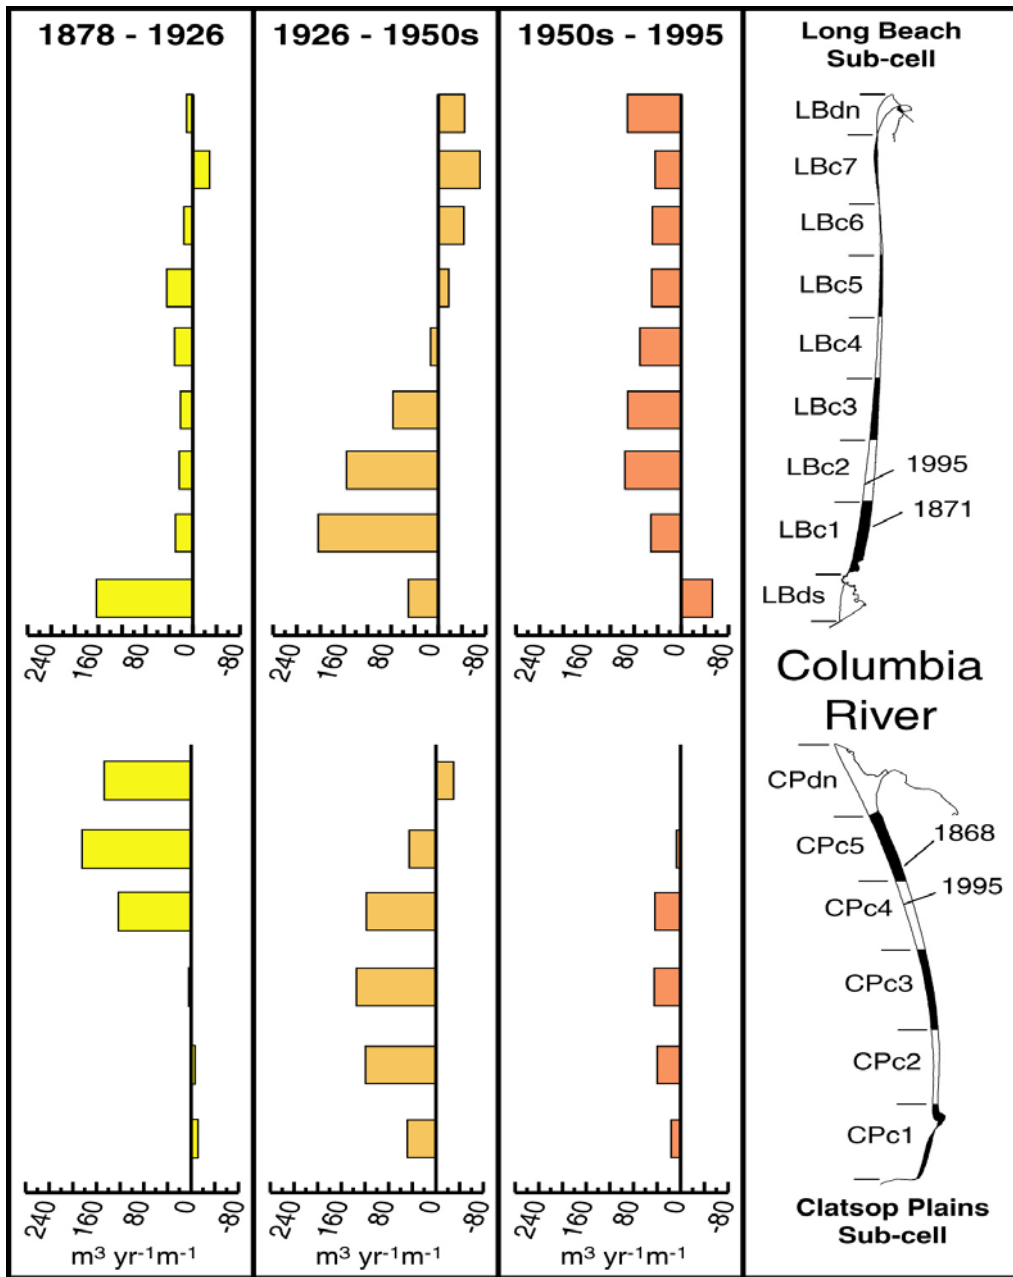 1878 - 1926
1926 - 1950s
1950s - 1995
Long Beach
Sub-cell
LBdn
LBc7
LBc6
LBc5
LBc4
LBc3
LBc2
1995
1871
LBc1
LBds
240 160 80 0 -80
240 160 80 0 -80
240 160 80 0 -80
Columbia
River
CPdn
1868
CPc5
1995
CPc4
CPc3
CPc2
CPc1
240 160 80 0 -80
240 160 80 0 -80
240 160 80 0 -80
m³ yr⁻¹m⁻¹
m³ yr⁻¹m⁻¹
m³ yr⁻¹m⁻¹
Clatsop Plains
Sub-cell